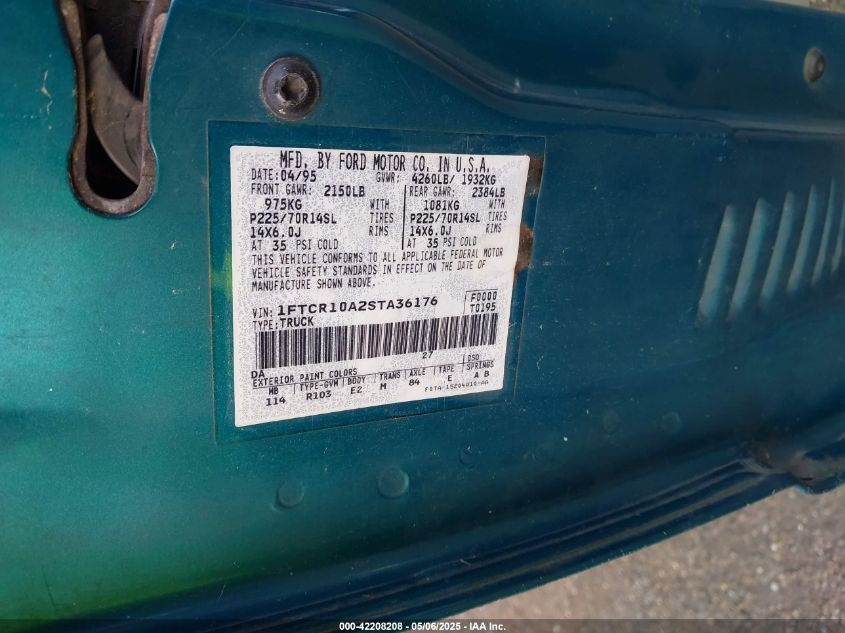 MFD. BY FORD MOTOR CO. IN U.S.A.
DATE: 04/95 GVWR: 4260LB/ 1932KG
FRONT GAWR: 2150LB REAR GAWR: 2384LB
975KG WITH 1081KG WITH
P225/70R14SL TIRES P225/70R14SL TIRES
14X6.0J RIMS 14X6.0J RIMS
AT 35 PSI COLD AT 35 PSI COLD
THIS VEHICLE CONFORMS TO ALL APPLICABLE FEDERAL MOTOR
VEHICLE SAFETY STANDARDS IN EFFECT ON THE DATE OF
MANUFACTURE SHOWN ABOVE.
VIN: 1FTCR10A2STA36176 F0000
TYPE: TRUCK T0195
27
DA DSO
EXTERIOR PAINT COLORS
WB TYPE-GVW BODY TRANS AXLE TAPE SPRINGS
114 R103 E2 M 84 E A B
000-42208208 - 05/06/2025 - IAA Inc.